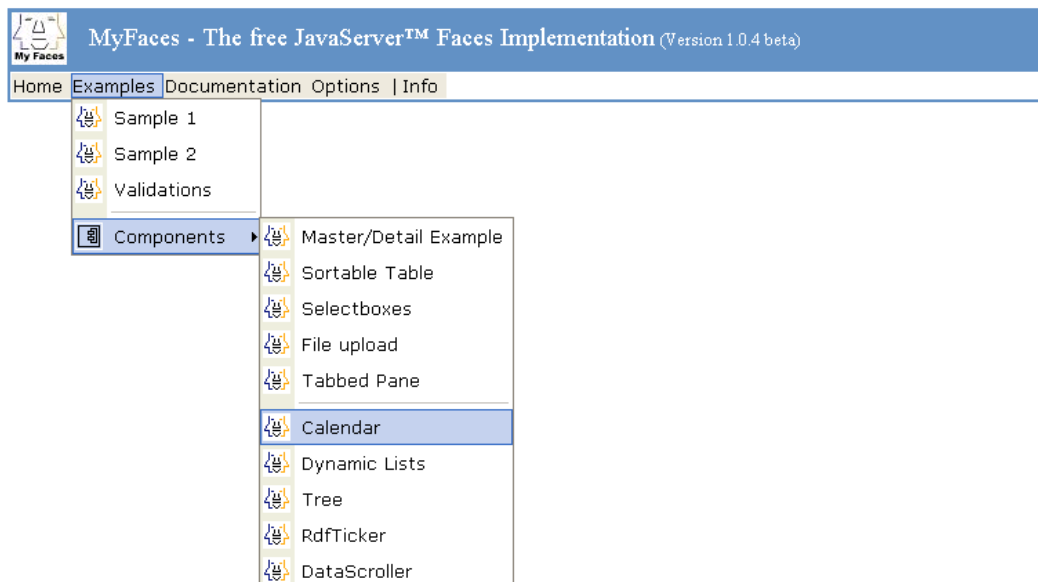 My Faces
MyFaces - The free JavaServer™ Faces Implementation (Version 1.0.4 beta)
Home Examples Documentation Options | Info
Sample 1
Sample 2
Validations
Components
Master/Detail Example
Sortable Table
Selectboxes
File upload
Tabbed Pane
Calendar
Dynamic Lists
Tree
RdfTicker
DataScroller